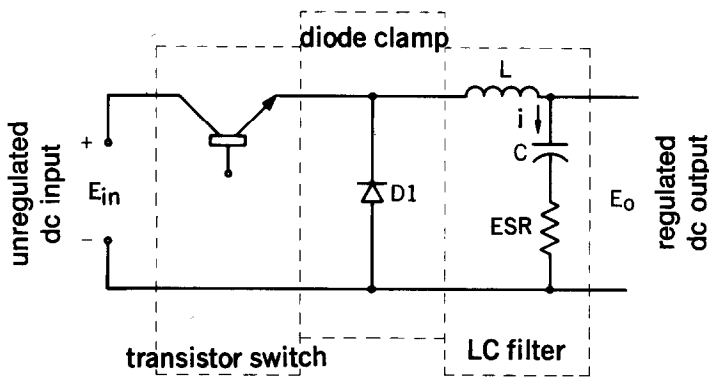 diode clamp
L
i
C
+
unregulated
dc input
E_in
D1
ESR
E_o
regulated
dc output
−
transistor switch
LC filter